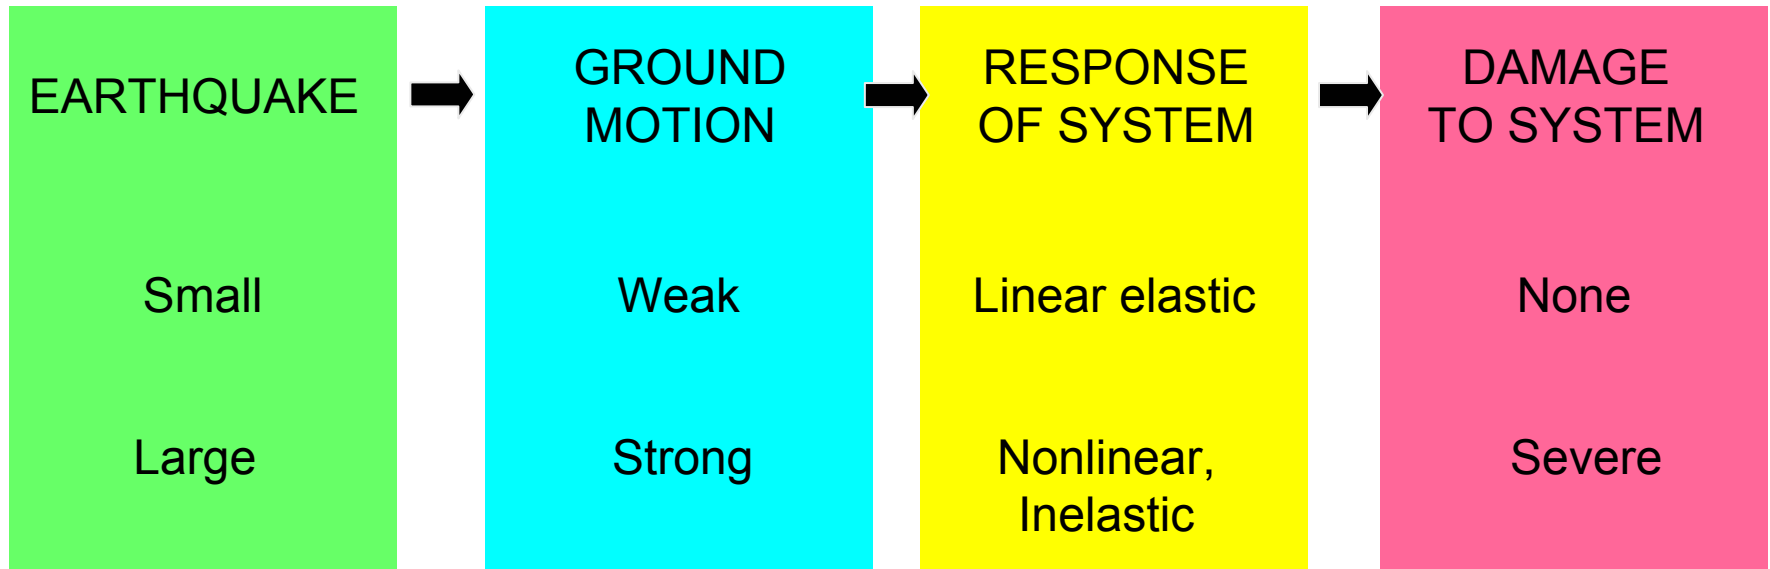 EARTHQUAKE
GROUND
MOTION
RESPONSE
OF SYSTEM
DAMAGE
TO SYSTEM
Small
Weak
Linear elastic
None
Large
Strong
Nonlinear,
Inelastic
Severe